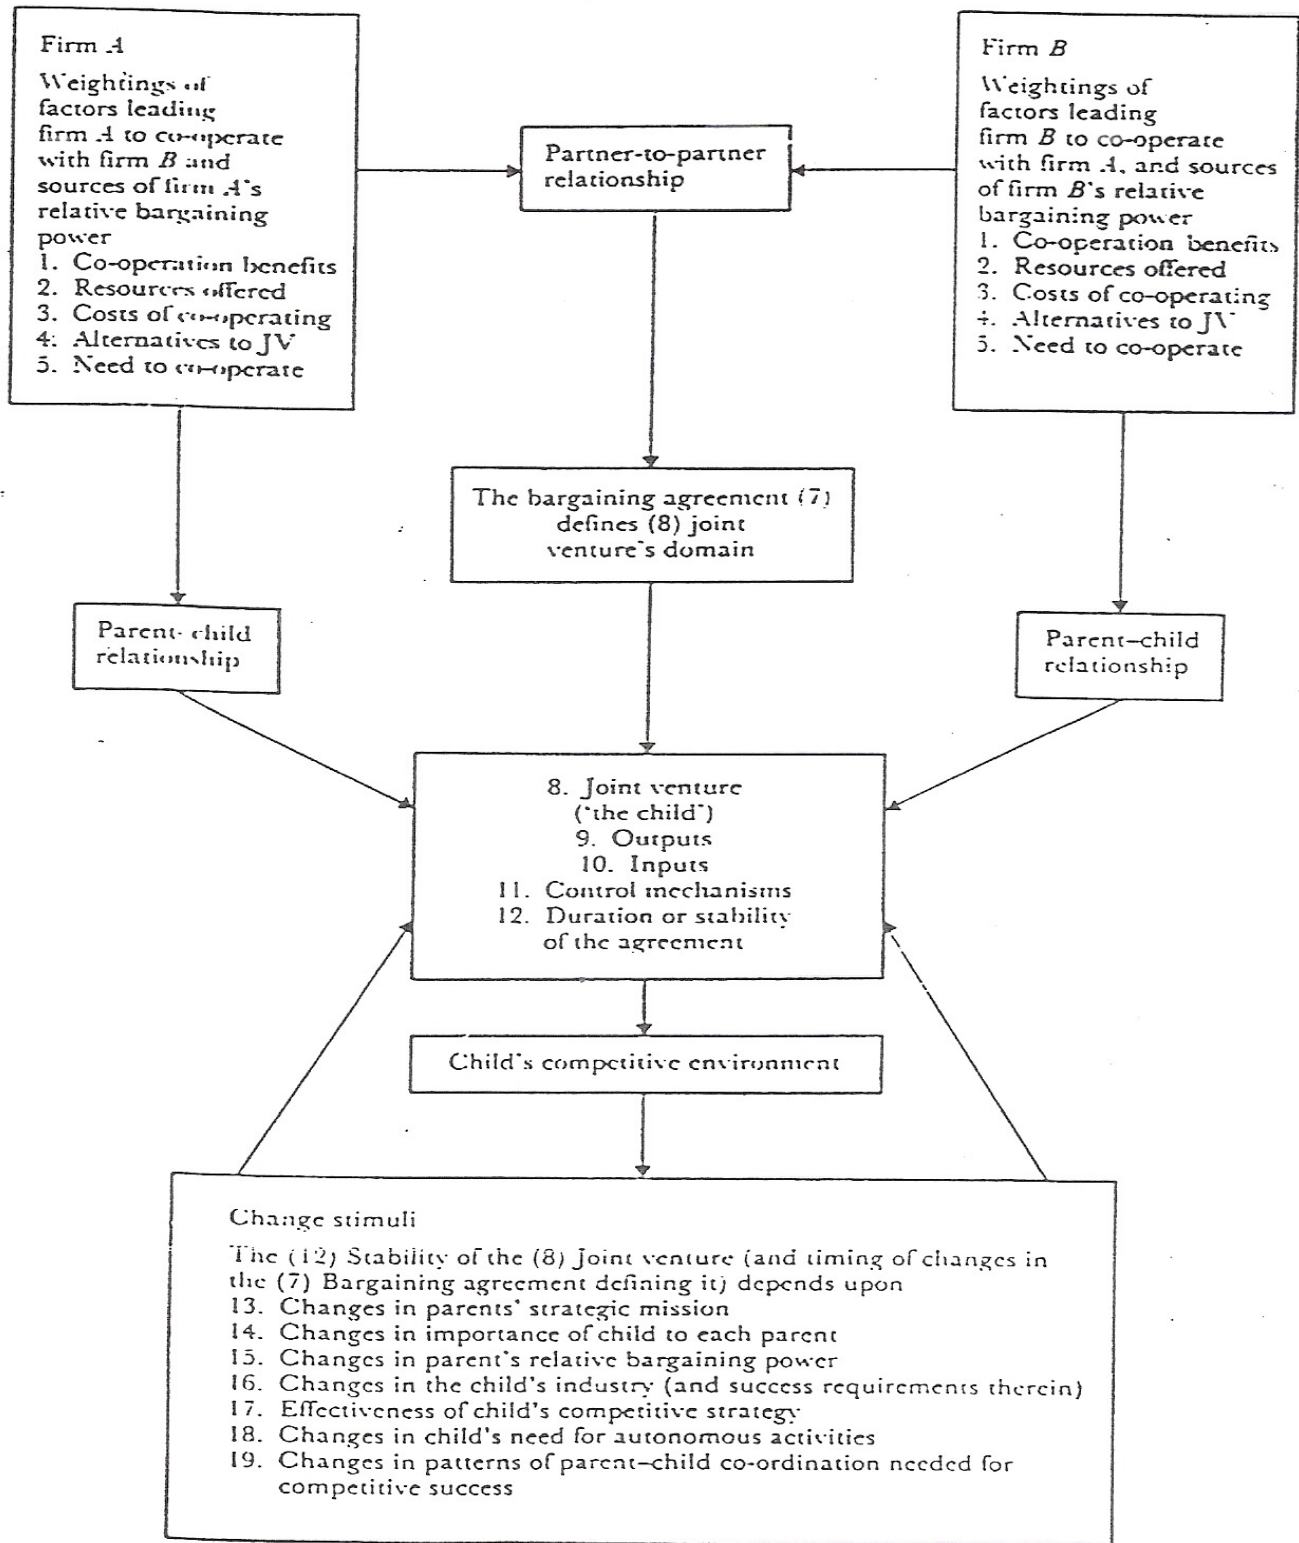 Firm A
Weightings of
factors leading
firm A to co-operate
with firm B and
sources of firm A's
relative bargaining
power
1. Co-operation benefits
2. Resources offered
3. Costs of co-operating
4. Alternatives to JV
5. Need to co-operate
Partner-to-partner
relationship
Firm B
Weightings of
factors leading
firm B to co-operate
with firm A, and sources
of firm B's relative
bargaining power
1. Co-operation benefits
2. Resources offered
3. Costs of co-operating
4. Alternatives to JV
5. Need to co-operate
The bargaining agreement (7)
defines (8) joint
venture's domain
Parent-child
relationship
Parent–child
relationship
8. Joint venture
('the child')
9. Outputs
10. Inputs
11. Control mechanisms
12. Duration or stability
of the agreement
Child's competitive environment
Change stimuli
The (12) Stability of the (8) Joint venture (and timing of changes in
the (7) Bargaining agreement defining it) depends upon
13. Changes in parents' strategic mission
14. Changes in importance of child to each parent
15. Changes in parent's relative bargaining power
16. Changes in the child's industry (and success requirements therein)
17. Effectiveness of child's competitive strategy
18. Changes in child's need for autonomous activities
19. Changes in patterns of parent–child co-ordination needed for
competitive success